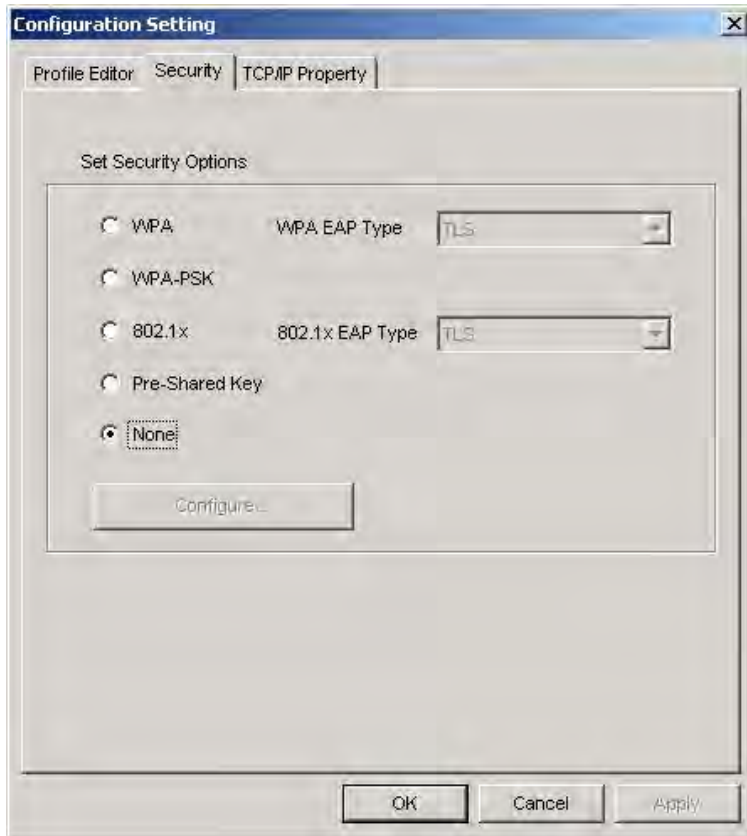 Configuration Setting
Profile Editor Security TCP/IP Property
Set Security Options
WPA WPA EAP Type TLS
WPA-PSK
802.1x 802.1x EAP Type TLS
Pre-Shared Key
None
Configure...
OK Cancel Apply